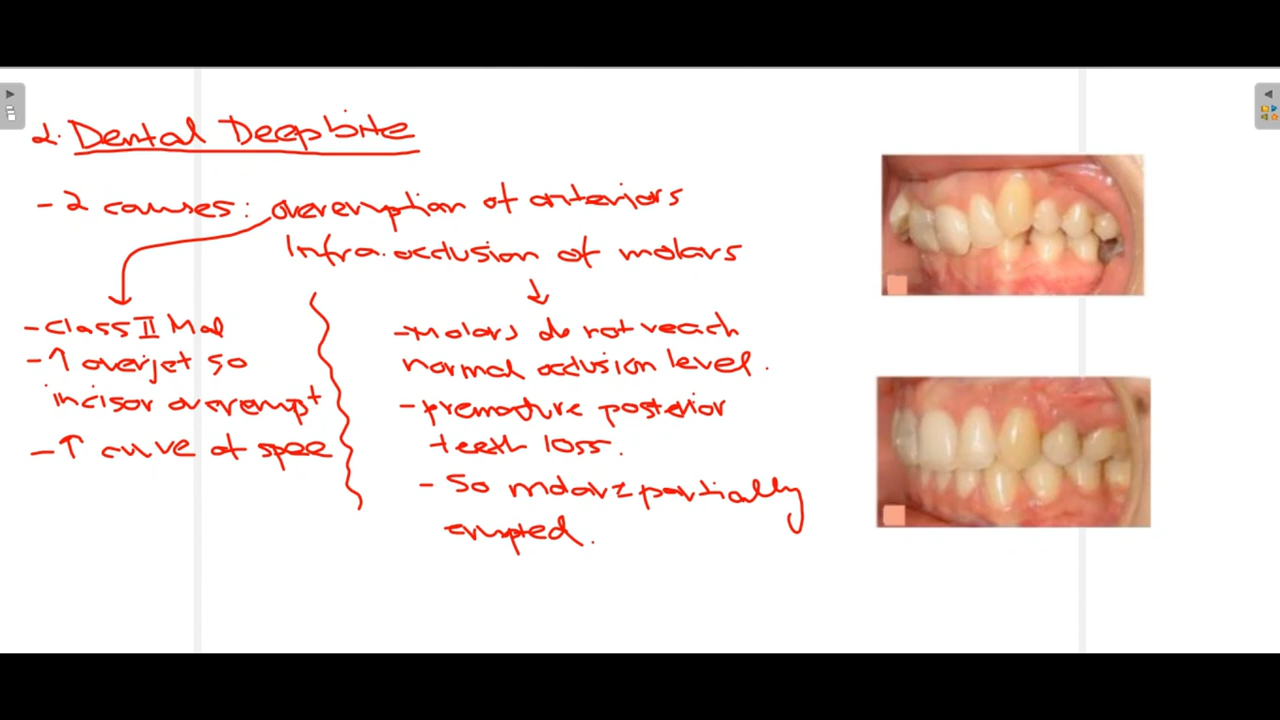 2. Dental Deepbite
- 2 causes: overeruption of anteriors
Infra.occlusion of molars
- Class II Mal
- ↑ overjet so
incisor overerupt
- ↑ curve of spee
- Molars do not reach
normal occlusion level.
- premature posterior
teeth loss.
- So molars partially
erupted.